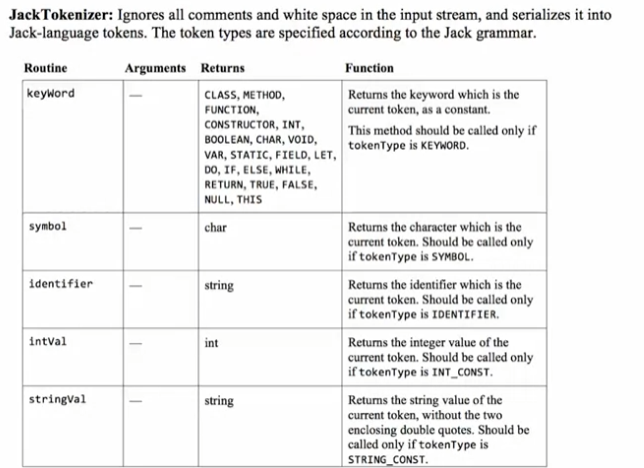 JackTokenizer: Ignores all comments and white space in the input stream, and serializes it into
Jack-language tokens. The token types are specified according to the Jack grammar.
Routine Arguments Returns Function
keyWord — CLASS, METHOD, Returns the keyword which is the
FUNCTION, current token, as a constant.
CONSTRUCTOR, INT,
BOOLEAN, CHAR, VOID, This method should be called only if
VAR, STATIC, FIELD, LET, tokenType is KEYWORD.
DO, IF, ELSE, WHILE,
RETURN, TRUE, FALSE,
NULL, THIS
symbol — char Returns the character which is the
current token. Should be called only
if tokenType is SYMBOL.
identifier — string Returns the identifier which is the
current token. Should be called only
if tokenType is IDENTIFIER.
intVal — int Returns the integer value of the
current token. Should be called only
if tokenType is INT_CONST.
stringVal — string Returns the string value of the
current token, without the two
enclosing double quotes. Should be
called only if tokenType is
STRING_CONST.